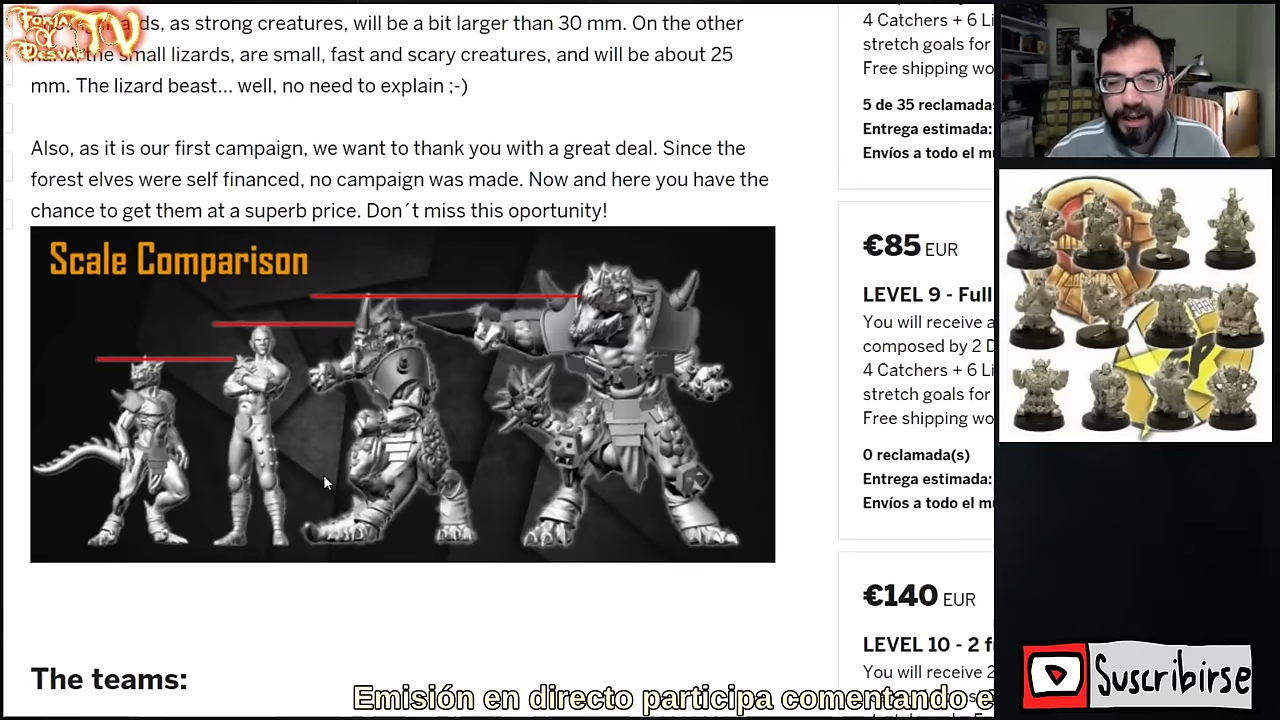 FORJA Y DESVÁN TV
as strong creatures, will be a bit larger than 30 mm. On the other
the small lizards, are small, fast and scary creatures, and will be about 25
mm. The lizard beast... well, no need to explain ;-)
Also, as it is our first campaign, we want to thank you with a great deal. Since the
forest elves were self financed, no campaign was made. Now and here you have the
chance to get them at a superb price. Don´t miss this oportunity!
Scale Comparison
The teams:
4 Catchers + 6 Li
stretch goals for
Free shipping wo
5 de 35 reclamadas
Entrega estimada:
Envíos a todo el mu
€85 EUR
LEVEL 9 - Full
You will receive a
composed by 2 D
4 Catchers + 6 Li
stretch goals for
Free shipping wo
0 reclamada(s)
Entrega estimada:
Envíos a todo el mu
€140 EUR
LEVEL 10 - 2 f
You will receive 2
Emisión en directo participa comentando e
Suscribirse